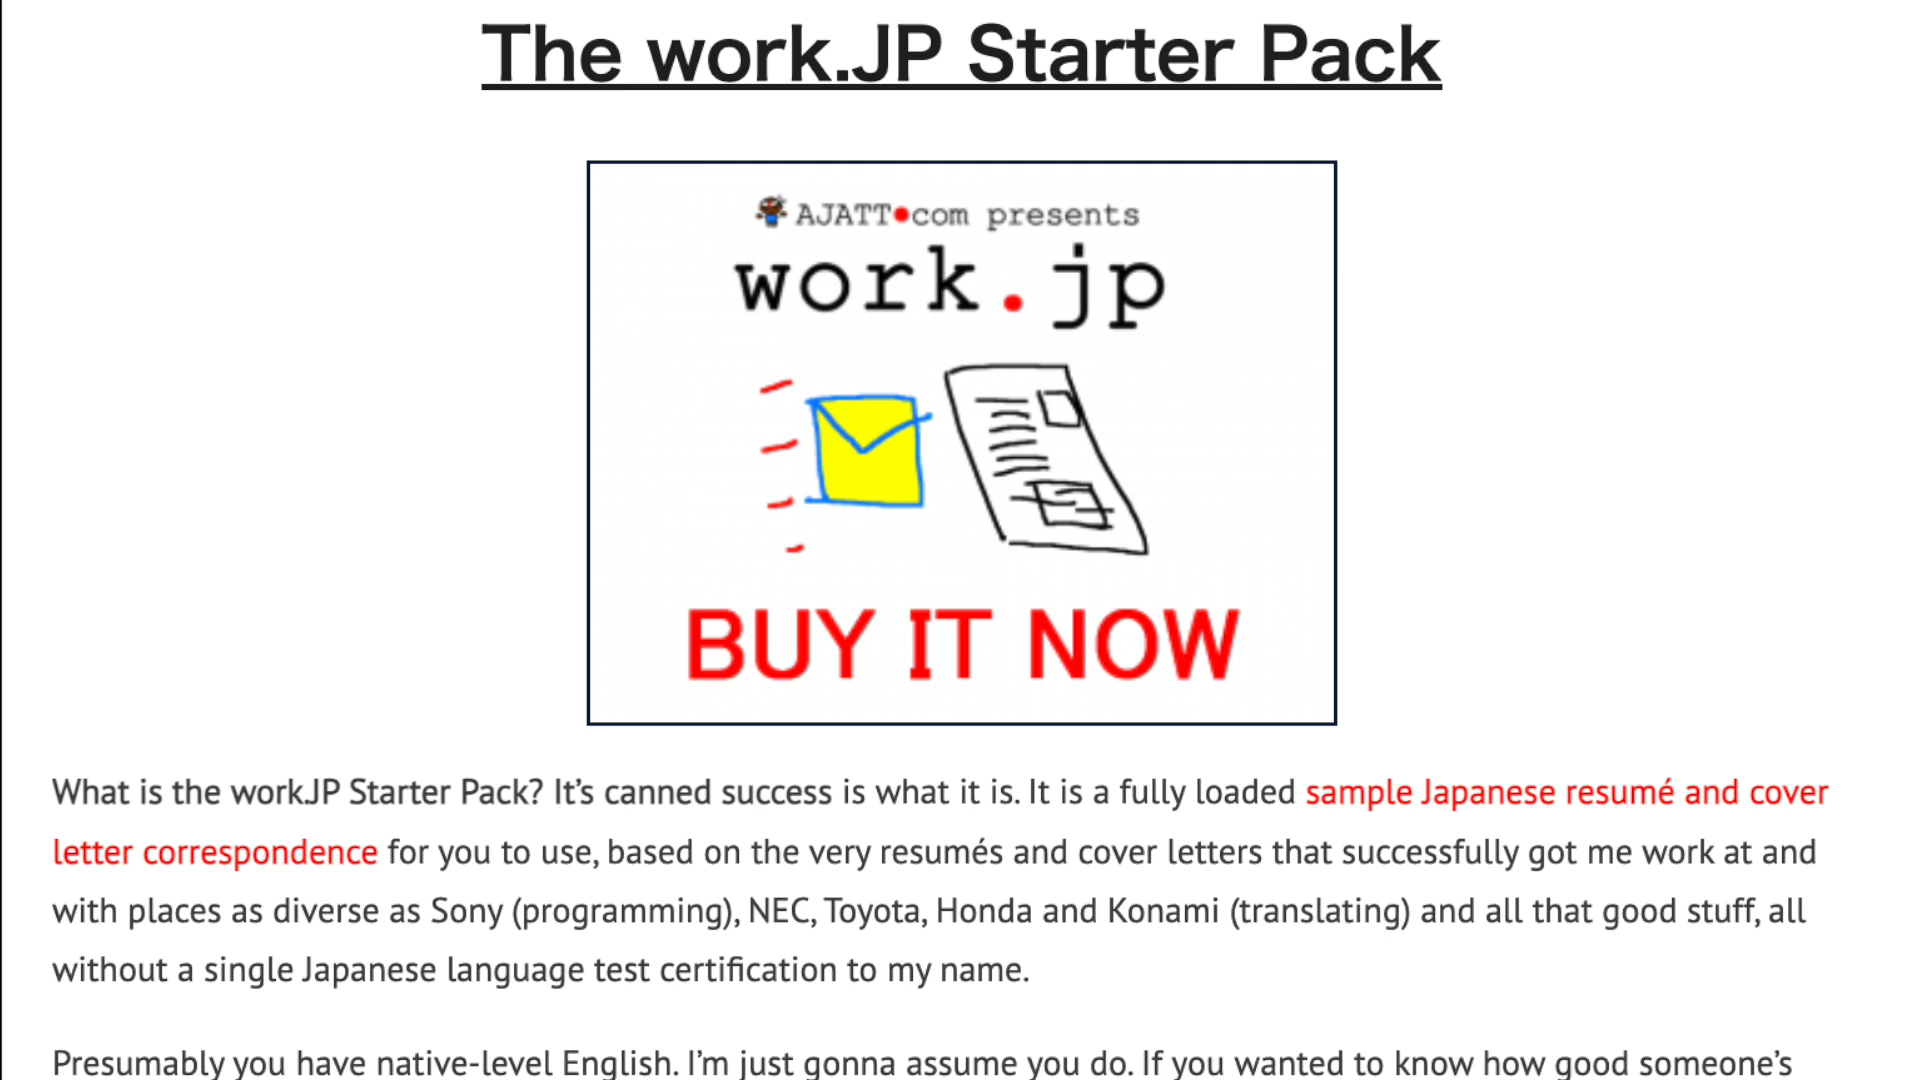 The work.JP Starter Pack
AJATT●com presents
work.jp
BUY IT NOW
What is the work.JP Starter Pack? It’s canned success is what it is. It is a fully loaded sample Japanese resumé and cover
letter correspondence for you to use, based on the very resumés and cover letters that successfully got me work at and
with places as diverse as Sony (programming), NEC, Toyota, Honda and Konami (translating) and all that good stuff, all
without a single Japanese language test certification to my name.
Presumably you have native-level English. I’m just gonna assume you do. If you wanted to know how good someone’s